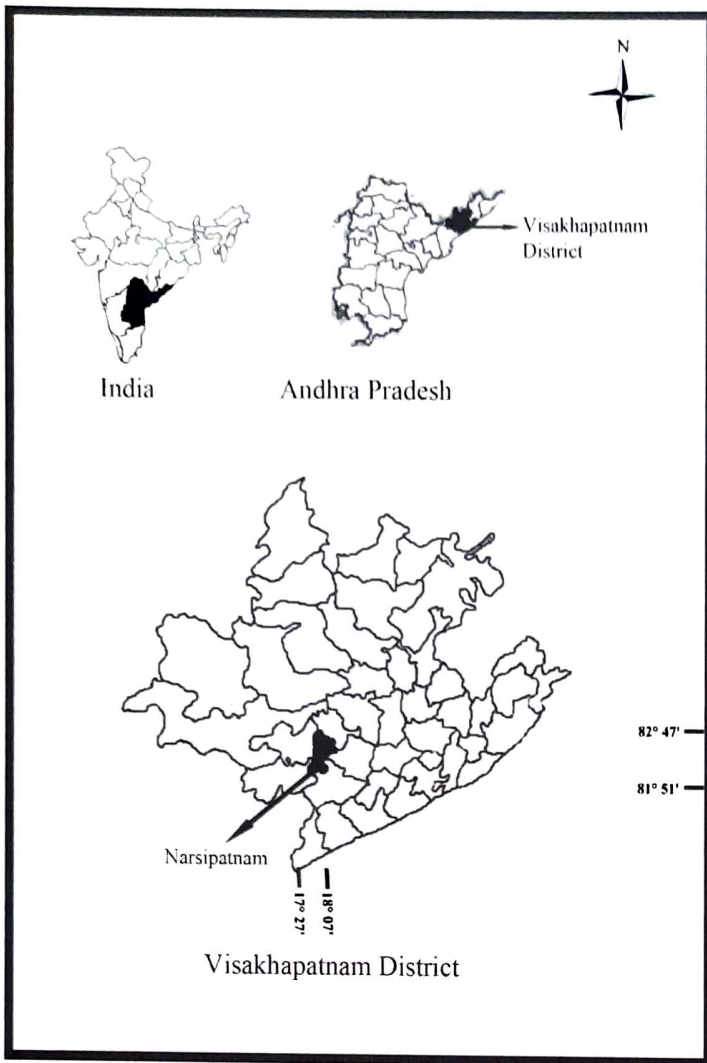 N
Visakhapatnam
District
India
Andhra Pradesh
82° 47'
81° 51'
Narsipatnam
17° 27'
18° 07'
Visakhapatnam District